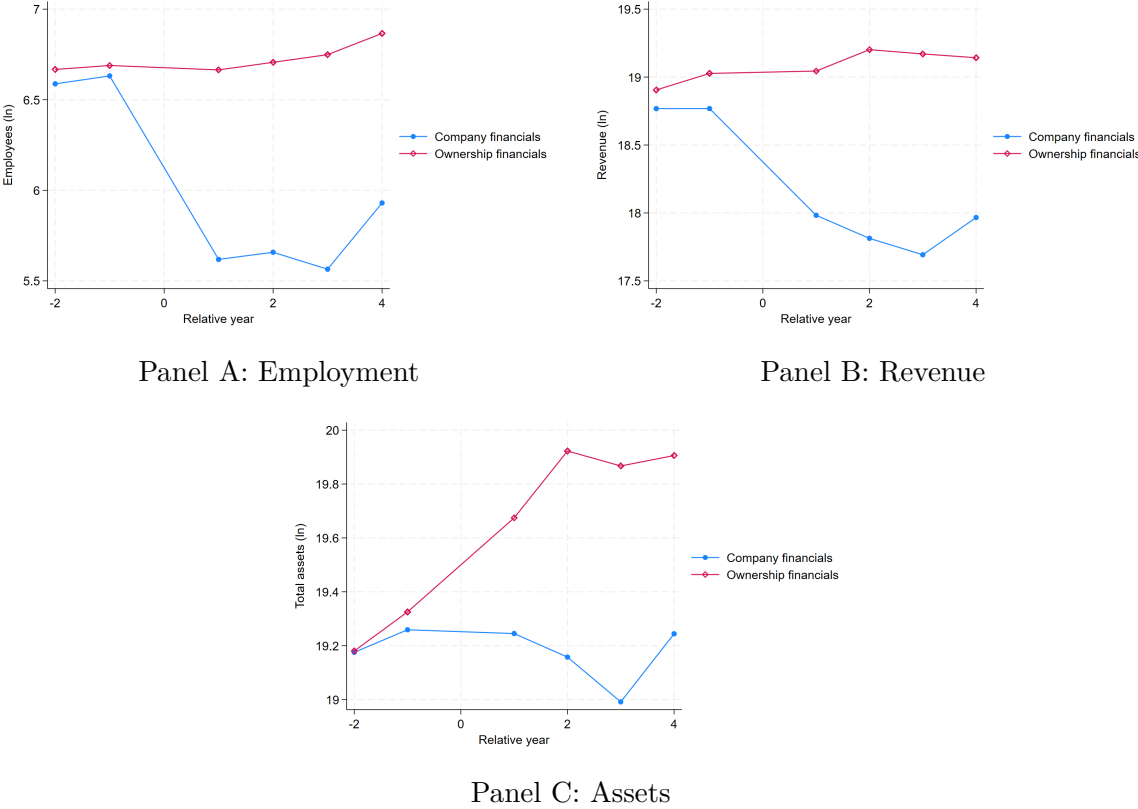 7
6.5
6
5.5
Employees (ln)
-2 0 2 4
Relative year
Company financials
Ownership financials
Panel A: Employment
19.5
19
18.5
18
17.5
Revenue (ln)
-2 0 2 4
Relative year
Company financials
Ownership financials
Panel B: Revenue
20
19.8
19.6
19.4
19.2
19
Total assets (ln)
-2 0 2 4
Relative year
Company financials
Ownership financials
Panel C: Assets